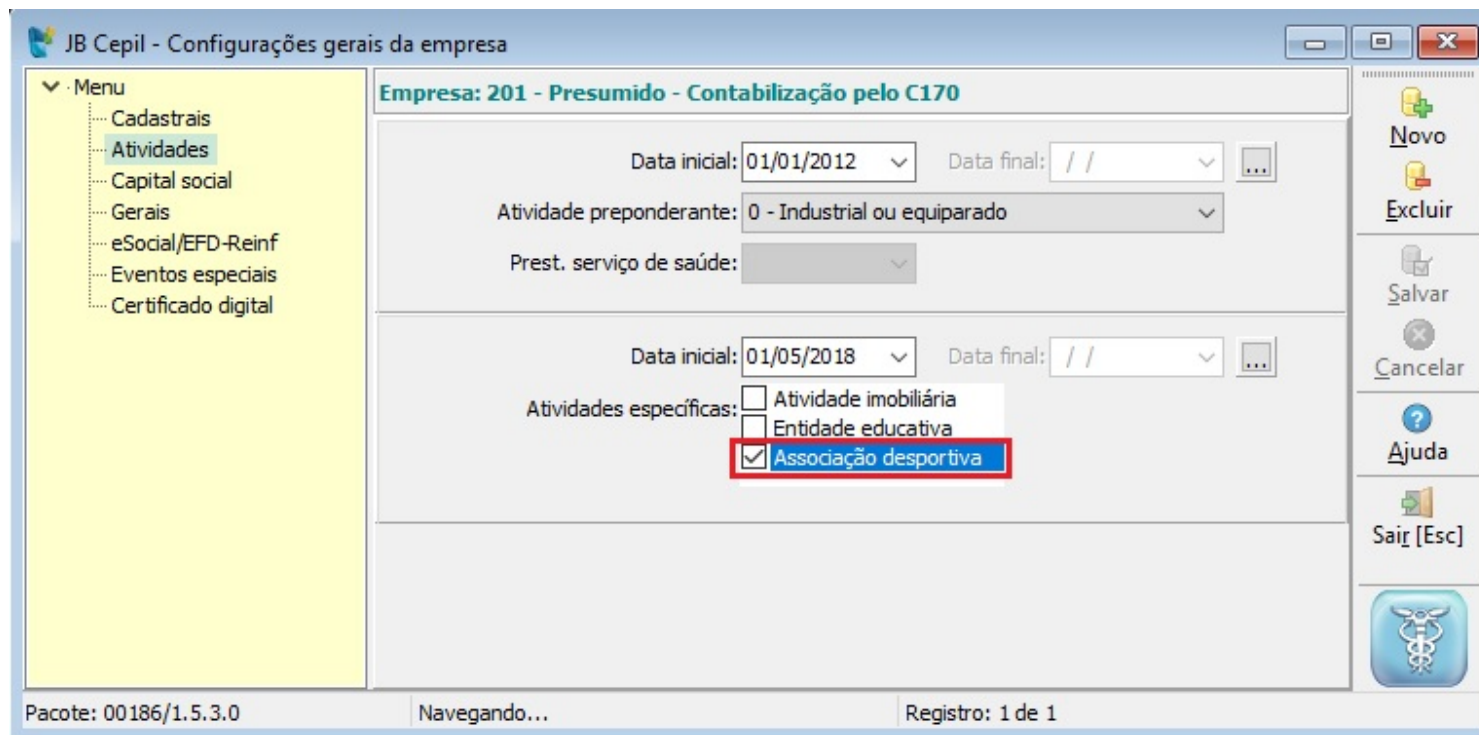 JB Cepil - Configurações gerais da empresa
Menu
Cadastrais
Atividades
Capital social
Gerais
eSocial/EFD-Reinf
Eventos especiais
Certificado digital
Empresa: 201 - Presumido - Contabilização pelo C170
Data inicial: 01/01/2012 Data final: / / ...
Atividade preponderante: 0 - Industrial ou equiparado
Prest. serviço de saúde:
Data inicial: 01/05/2018 Data final: / / ...
Atividades específicas: Atividade imobiliária
Entidade educativa
Associação desportiva
Novo
Excluir
Salvar
Cancelar
Ajuda
Sair [Esc]
Pacote: 00186/1.5.3.0 Navegando... Registro: 1 de 1